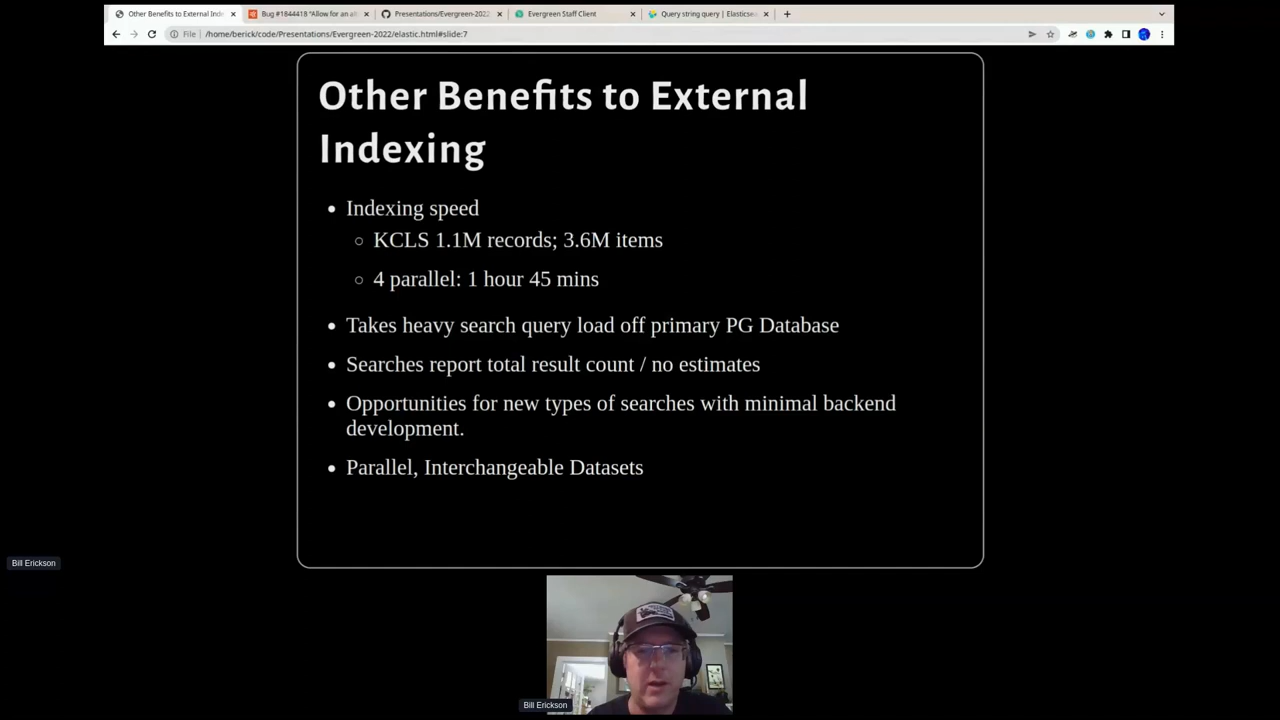 Other Benefits to External Inde
Bug #1844418 "Allow for an al
Presentations/Evergreen-2022
Evergreen Staff Client
Query string query | Elasticsea
File
/home/berick/code/Presentations/Evergreen-2022/elastic.html#slide:7
Other Benefits to External
Indexing
• Indexing speed
○ KCLS 1.1M records; 3.6M items
○ 4 parallel: 1 hour 45 mins
• Takes heavy search query load off primary PG Database
• Searches report total result count / no estimates
• Opportunities for new types of searches with minimal backend
development.
• Parallel, Interchangeable Datasets
Bill Erickson
Bill Erickson